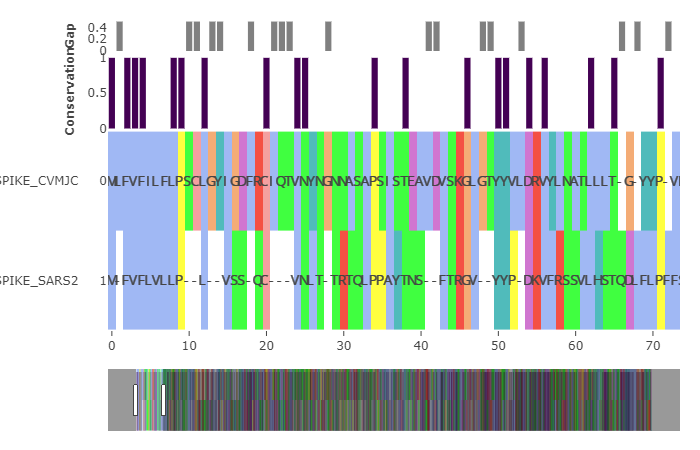 Gap
0.4
0.2
0
Conservation
1
0.5
0
SPIKE_CVMJC 0 MLFVFILFLPSCLGYIGDFRCIQTVNYNGNNASAPSISTEAVDVSKGLGTYYVLDRVYLNATLLLT-G-YYP-V
SPIKE_SARS2 1 M-FVFLVLLP--L--VSS-QC---VNLT-TRTQLPPAYTNS--FTRGV--YYP-DKVFRSSVLHSTQDLFLPFFS
0 10 20 30 40 50 60 70